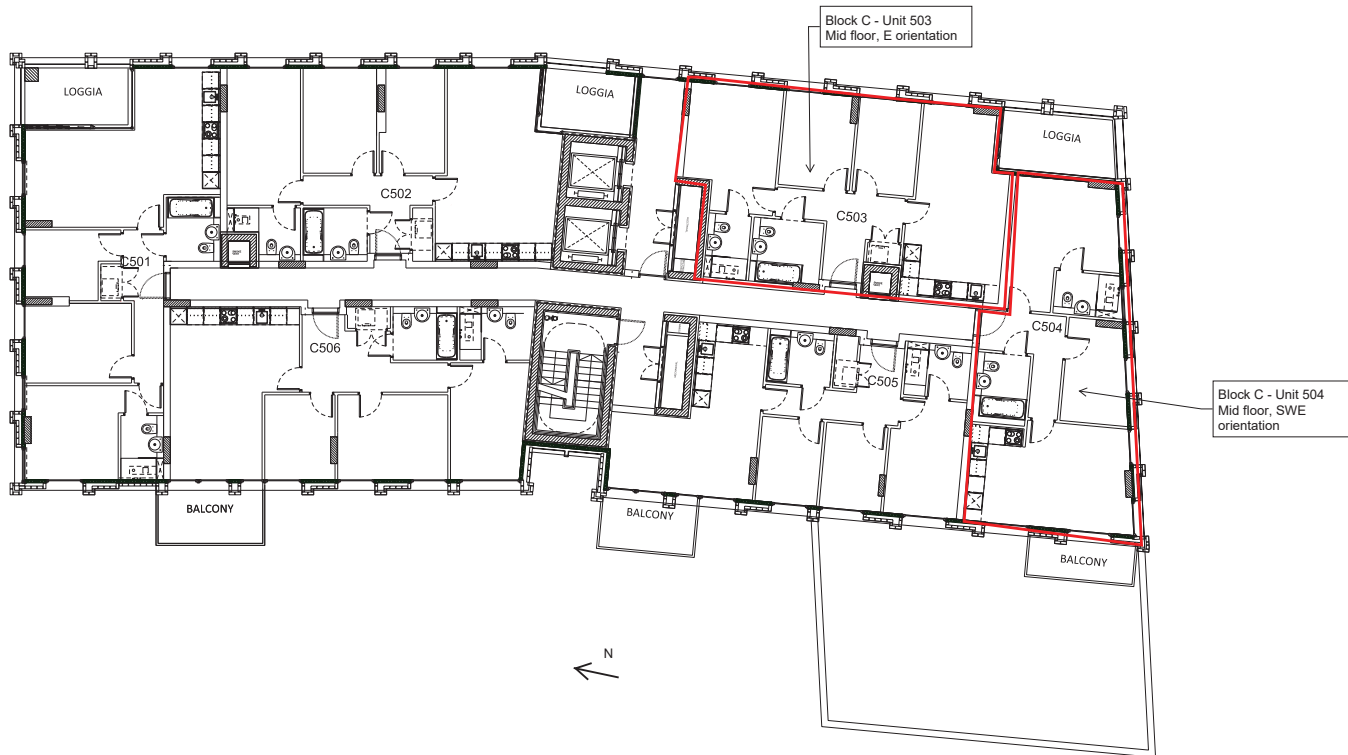 Block C - Unit 503
Mid floor, E orientation
LOGGIA
LOGGIA
LOGGIA
C502
C503
C501
C504
C506
C505
Block C - Unit 504
Mid floor, SWE
orientation
BALCONY
BALCONY
BALCONY
N